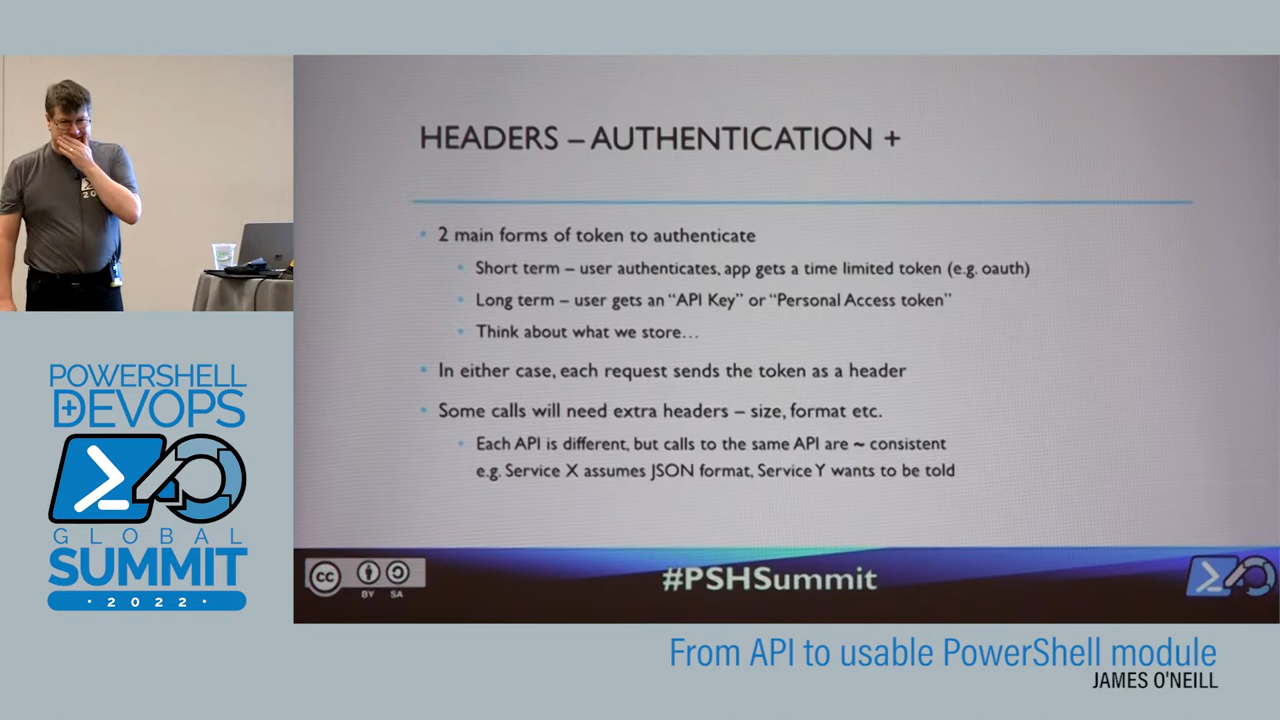 HEADERS – AUTHENTICATION +
2 main forms of token to authenticate
Short term – user authenticates, app gets a time limited token (e.g. oauth)
Long term – user gets an “API Key” or “Personal Access token”
Think about what we store…
In either case, each request sends the token as a header
Some calls will need extra headers – size, format etc.
Each API is different, but calls to the same API are ~ consistent
e.g. Service X assumes JSON format, Service Y wants to be told
cc
BY SA
#PSHSummit
POWERSHELL
+DEVOPS
GLOBAL
SUMMIT
· 2022 ·
From API to usable PowerShell module
JAMES O'NEILL